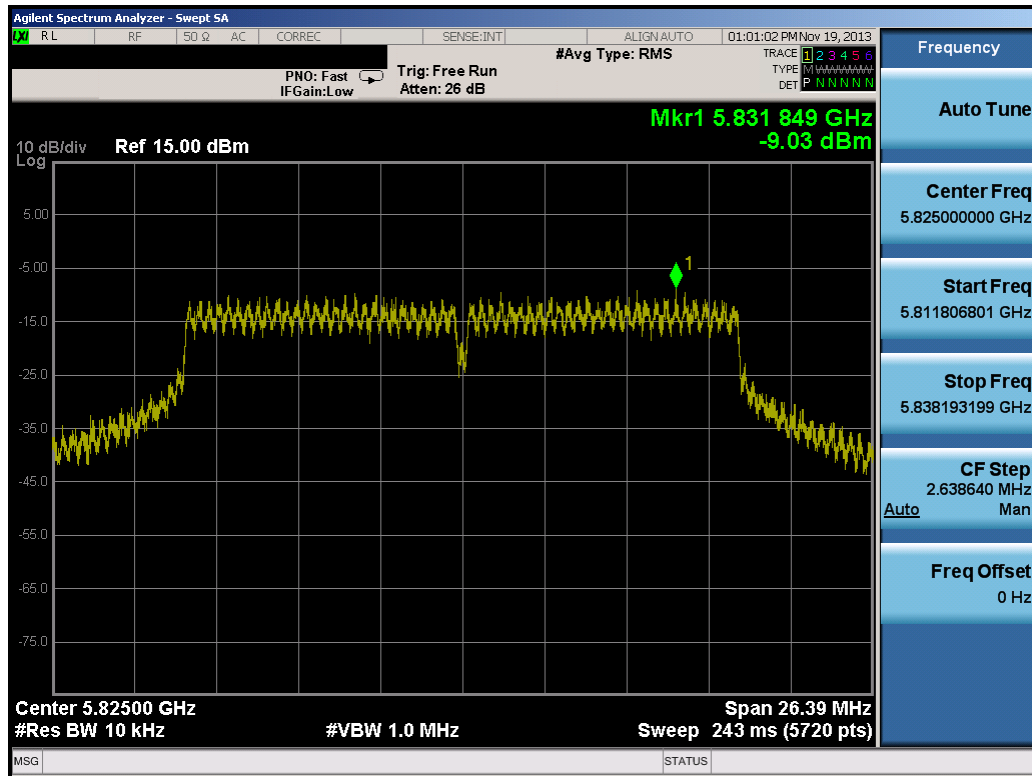 Agilent Spectrum Analyzer - Swept SA
LXI RL RF 50 Ω AC CORREC SENSE:INT ALIGN AUTO 01:01:02 PM Nov 19, 2013
Frequency
PNO: Fast
IFGain:Low
Trig: Free Run
Atten: 26 dB
#Avg Type: RMS
TRACE 1 2 3 4 5 6
TYPE M
DET P N N N N N
Auto Tune
Mkr1 5.831 849 GHz
-9.03 dBm
10 dB/div Ref 15.00 dBm
Log
1
5.00
-5.00
-15.0
-25.0
-35.0
-45.0
-55.0
-65.0
-75.0
Center Freq
5.825000000 GHz
Start Freq
5.811806801 GHz
Stop Freq
5.838193199 GHz
CF Step
2.638640 MHz
Auto Man
Freq Offset
0 Hz
Center 5.82500 GHz Span 26.39 MHz
#Res BW 10 kHz #VBW 1.0 MHz Sweep 243 ms (5720 pts)
MSG STATUS